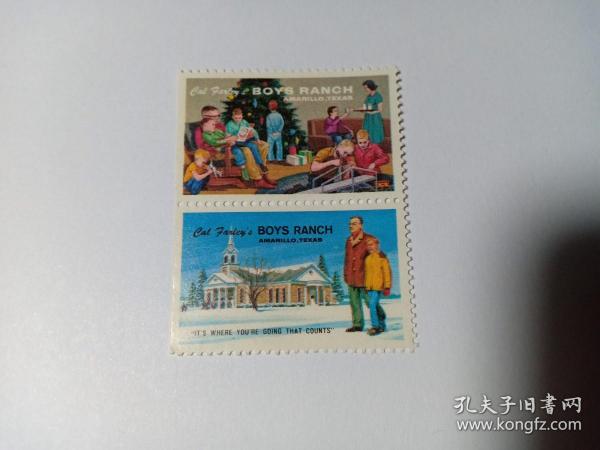 Cal Farley's BOYS RANCH
AMARILLO, TEXAS
Cal Farley's BOYS RANCH
AMARILLO, TEXAS
"IT'S WHERE YOU'RE GOING THAT COUNTS"
孔夫子旧书网
www.kongfz.com